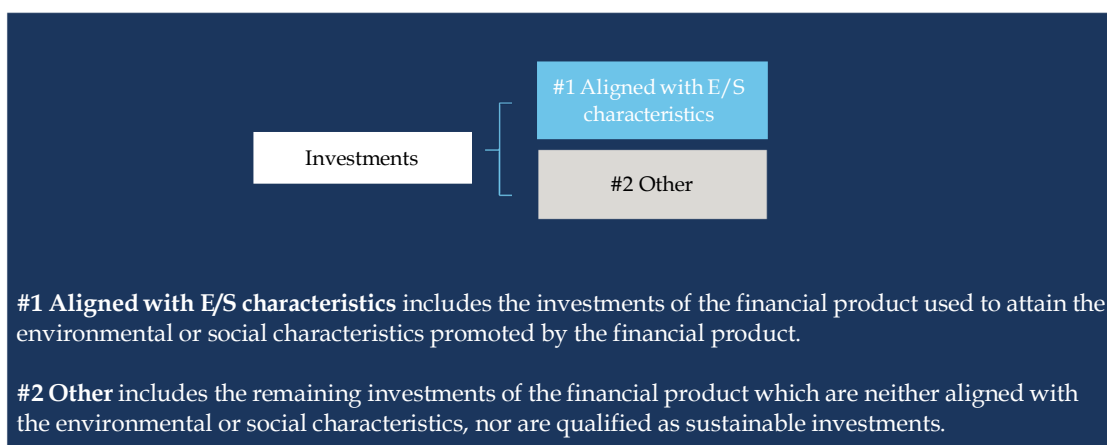 #1 Aligned with E/S
characteristics
Investments
#2 Other
#1 Aligned with E/S characteristics includes the investments of the financial product used to attain the
environmental or social characteristics promoted by the financial product.
#2 Other includes the remaining investments of the financial product which are neither aligned with
the environmental or social characteristics, nor are qualified as sustainable investments.